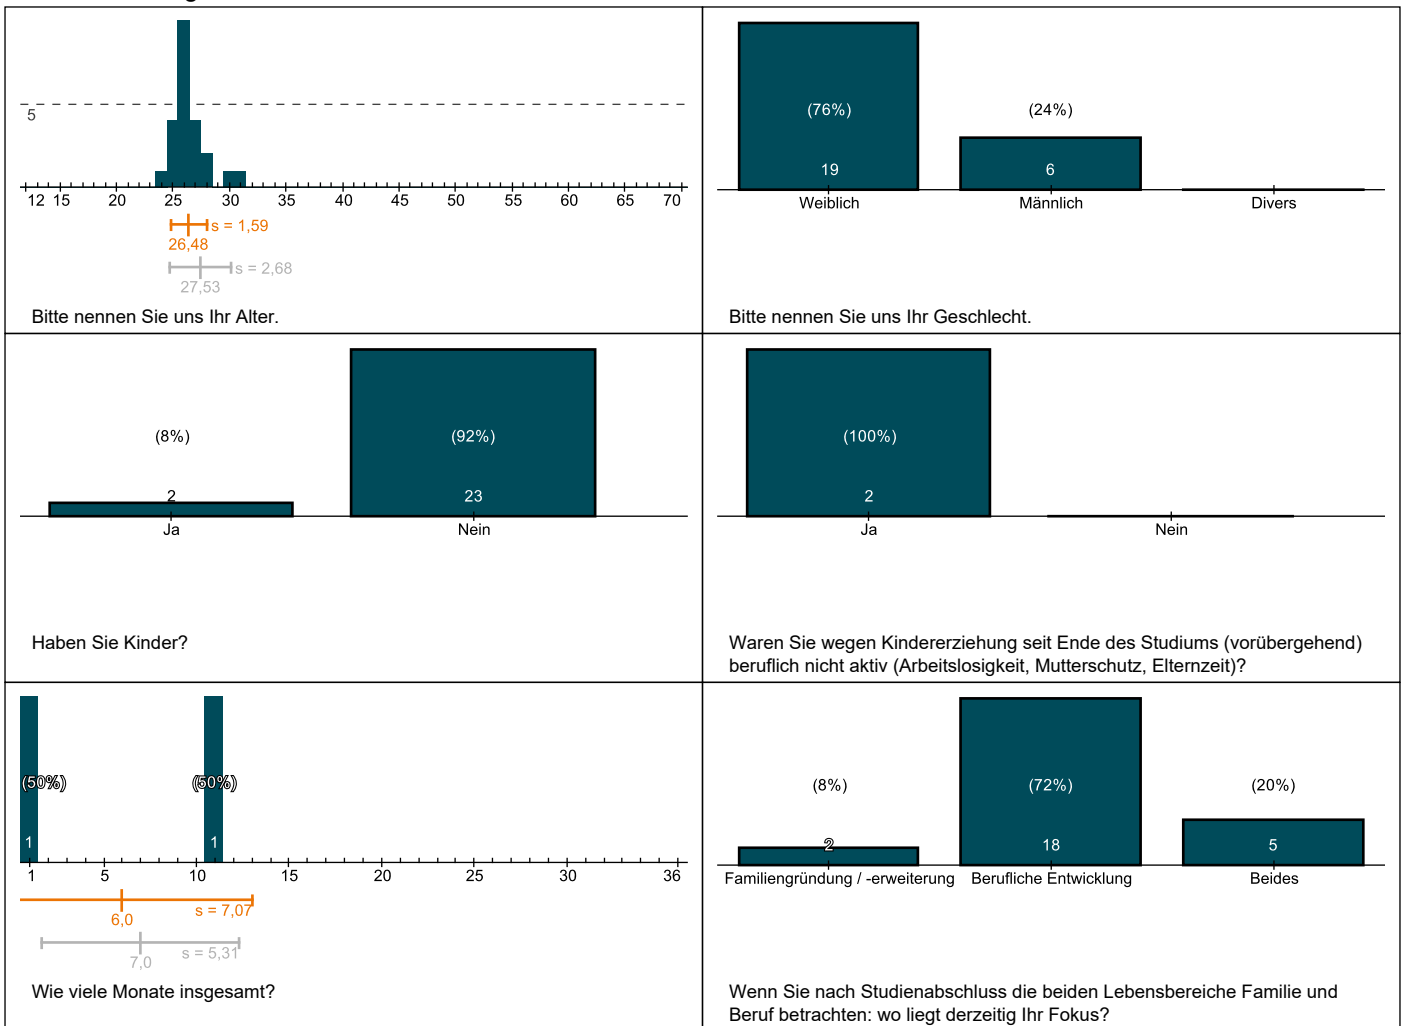 5
12 15 20 25 30 35 40 45 50 55 60 65 70
s = 1,59
26,48
s = 2,68
27,53
Bitte nennen Sie uns Ihr Alter.
(76%) (24%)
19 6
Weiblich Männlich Divers
Bitte nennen Sie uns Ihr Geschlecht.
(8%) (92%)
2 23
Ja Nein
Haben Sie Kinder?
(100%)
2
Ja Nein
Waren Sie wegen Kindererziehung seit Ende des Studiums (vorübergehend)
beruflich nicht aktiv (Arbeitslosigkeit, Mutterschutz, Elternzeit)?
(50%) (50%)
1 1
1 5 10 15 20 25 30 36
s = 7,07
6,0
s = 5,31
7,0
Wie viele Monate insgesamt?
(8%) (72%) (20%)
2 18 5
Familiengründung / -erweiterung Berufliche Entwicklung Beides
Wenn Sie nach Studienabschluss die beiden Lebensbereiche Familie und
Beruf betrachten: wo liegt derzeitig Ihr Fokus?